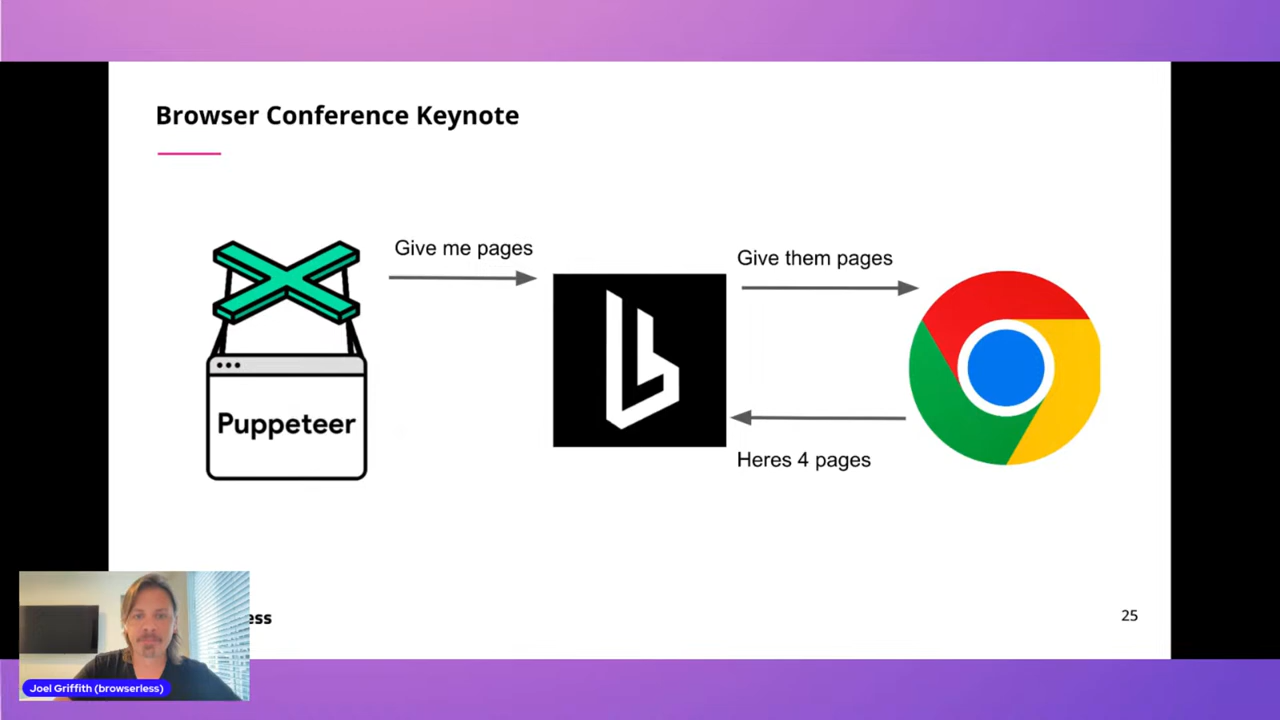 Browser Conference Keynote
Give me pages
Give them pages
Puppeteer
Heres 4 pages
ess
25
Joel Griffith (browserless)